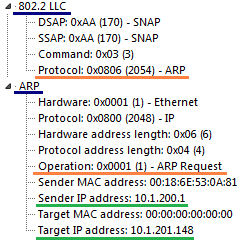 802.2 LLC
DSAP: 0xAA (170) - SNAP
SSAP: 0xAA (170) - SNAP
Command: 0x03 (3)
Protocol: 0x0806 (2054) - ARP
ARP
Hardware: 0x0001 (1) - Ethernet
Protocol: 0x0800 (2048) - IP
Hardware address length: 0x06 (6)
Protocol address length: 0x04 (4)
Operation: 0x0001 (1) - ARP Request
Sender MAC address: 00:18:6E:53:0A:81
Sender IP address: 10.1.200.1
Target MAC address: 00:00:00:00:00:00
Target IP address: 10.1.201.148